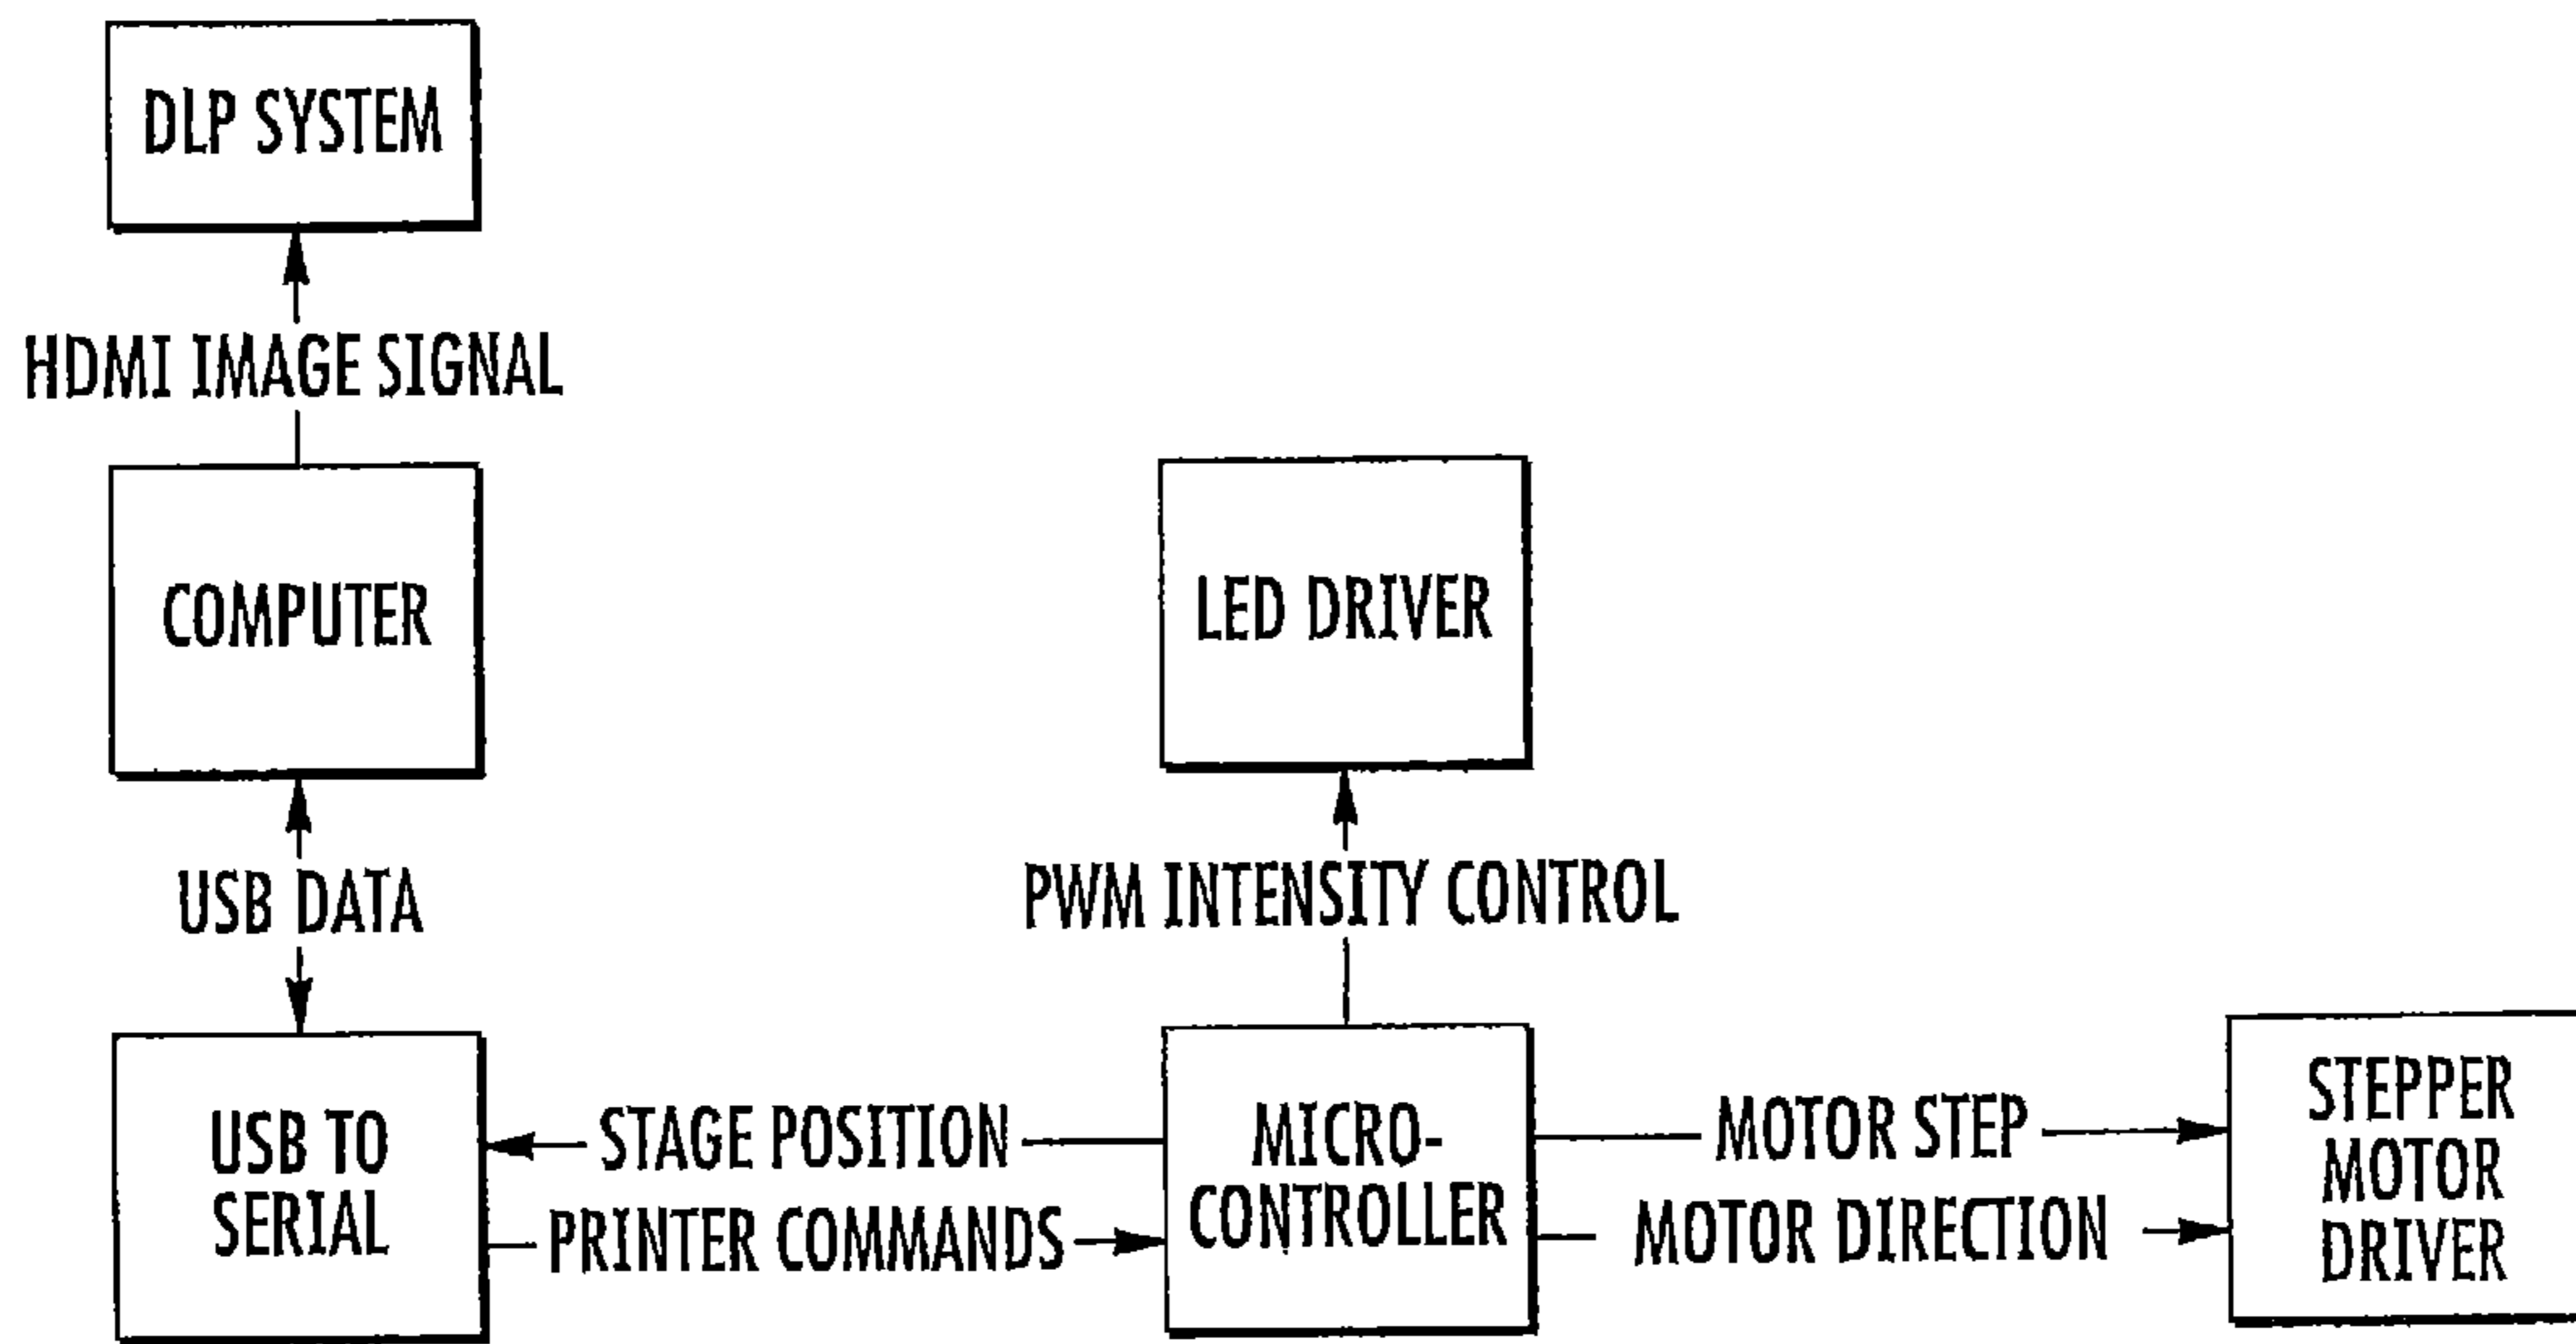 DLP SYSTEM
HDMI IMAGE SIGNAL
COMPUTER
LED DRIVER
USB DATA
PWM INTENSITY CONTROL
USB TO
SERIAL
STAGE POSITION
PRINTER COMMANDS
MICRO-
CONTROLLER
MOTOR STEP
MOTOR DIRECTION
STEPPER
MOTOR
DRIVER